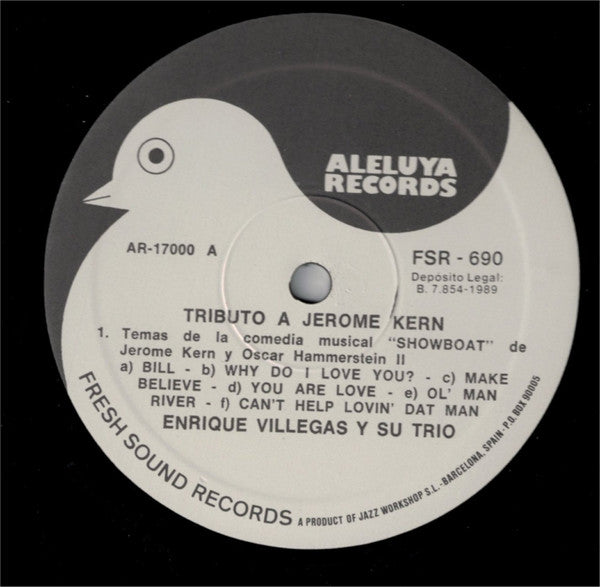 ALELUYA
RECORDS
AR-17000 A
FSR - 690
Depósito Legal:
B. 7.854-1989
TRIBUTO A JEROME KERN
1. Temas de la comedia musical "SHOWBOAT" de
Jerome Kern y Oscar Hammerstein II
a) BILL - b) WHY DO I LOVE YOU? - c) MAKE
BELIEVE - d) YOU ARE LOVE - e) OL' MAN
RIVER - f) CAN'T HELP LOVIN' DAT MAN
ENRIQUE VILLEGAS Y SU TRIO
FRESH SOUND RECORDS A PRODUCT OF JAZZ WORKSHOP S.L.-BARCELONA, SPAIN - P.O. BOX 90005